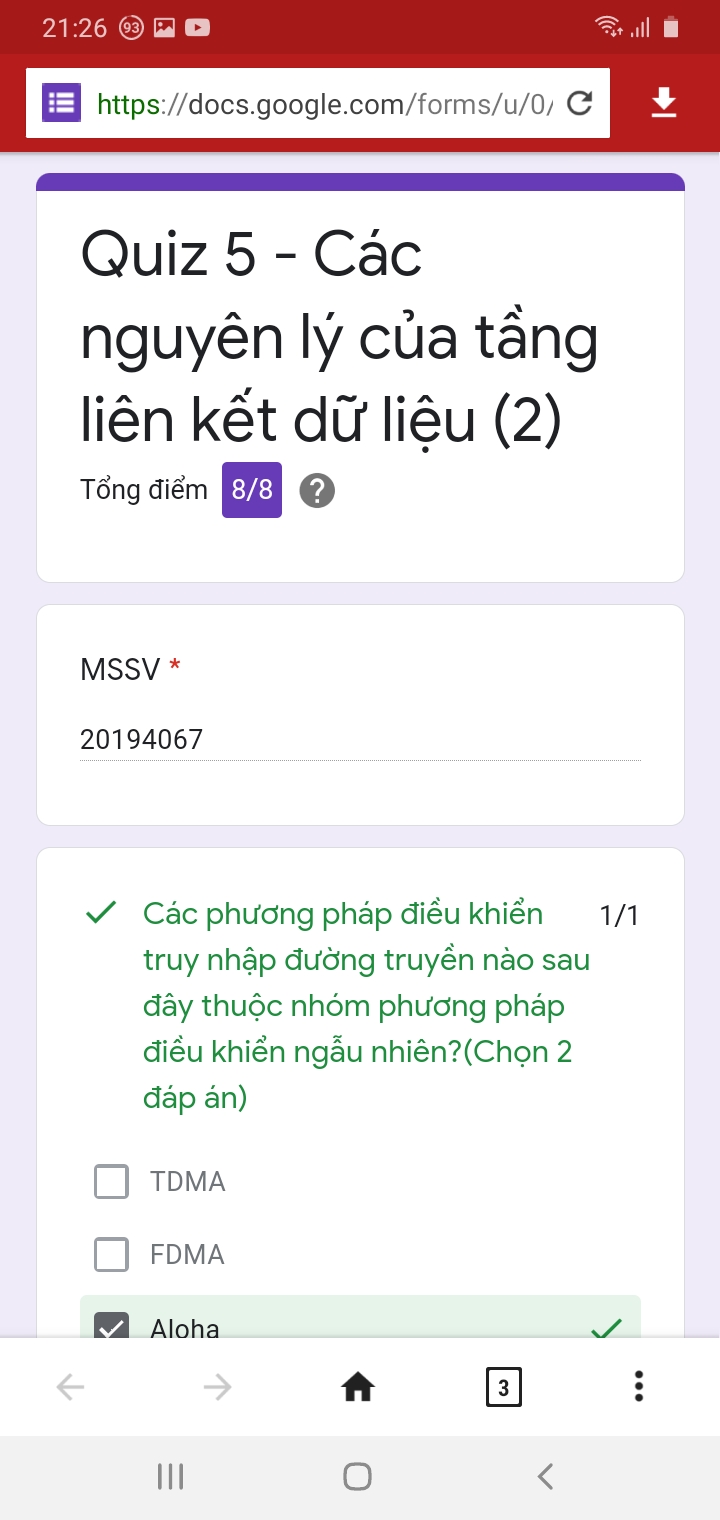 21:26 93
https://docs.google.com/forms/u/0/
Quiz 5 - Các
nguyên lý của tầng
liên kết dữ liệu (2)
Tổng điểm 8/8 ?
MSSV *
20194067
Các phương pháp điều khiển 1/1
truy nhập đường truyền nào sau
đây thuộc nhóm phương pháp
điều khiển ngẫu nhiên?(Chọn 2
đáp án)
TDMA
FDMA
Aloha
3